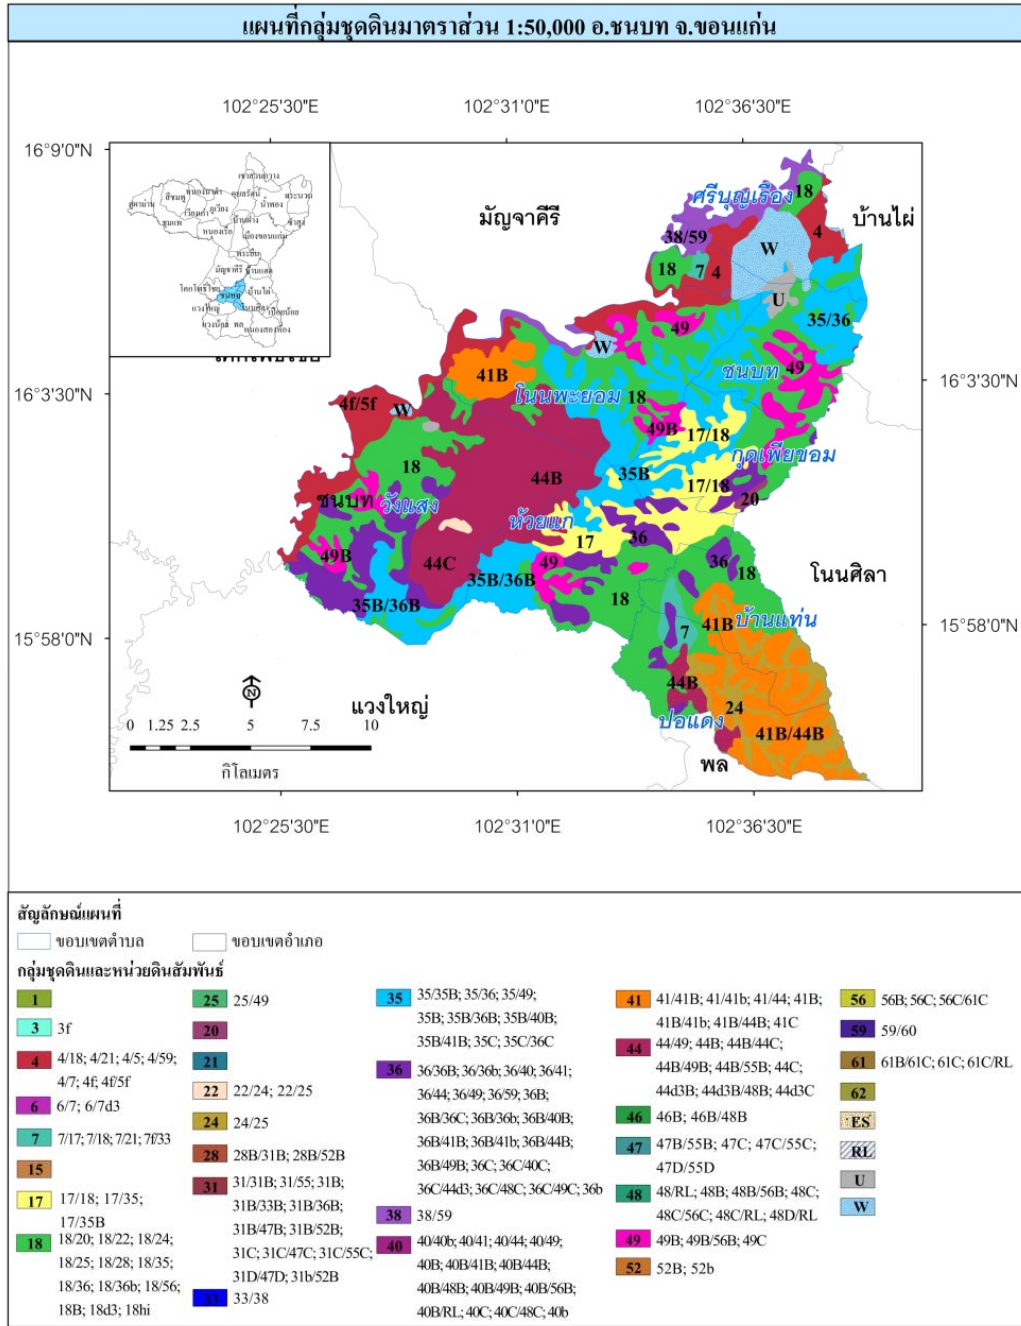 แผนที่กลุ่มชุดดินมาตราส่วน 1:50,000 อ.ชนบท จ.ขอนแก่น
102°25'30"E 102°31'0"E 102°36'30"E
16°9'0"N
มัญจาคีรี
ศรีบุญเรือง
18
บ้านไผ่
38/59
4
W
18 7 4
U
35/36
49
W
49
41B
ชนบท
โนนพะยอม
16°3'30"N
16°3'30"N
4f/5f
W
18
49B
17/18
กุดเพียขอม
18
44B
35B
17/18
20
ชนบท
วังแสง
ห้วยแก
17
36
49B
44C
35B/36B
49
36
18
โนนศิลา
35B/36B
18
41B
บ้านแท่น
7
15°58'0"N
15°58'0"N
44B
24
แวงใหญ่
ปอแดง
41B/44B
พล
N
0 1.25 2.5 5 7.5 10
กิโลเมตร
102°25'30"E 102°31'0"E 102°36'30"E
สัญลักษณ์แผนที่
ขอบเขตตำบล ขอบเขตอำเภอ
กลุ่มชุดดินและหน่วยดินสัมพันธ์
1
3 3f
4 4/18; 4/21; 4/5; 4/59;
4/7; 4f; 4f/5f
6 6/7; 6/7d3
7 7/17; 7/18; 7/21; 7f/33
15
17 17/18; 17/35;
17/35B
18 18/20; 18/22; 18/24;
18/25; 18/28; 18/35;
18/36; 18/36b; 18/56;
18B; 18d3; 18hi
25 25/49
20
21
22 22/24; 22/25
24 24/25
28 28B/31B; 28B/52B
31 31/31B; 31/55; 31B;
31B/33B; 31B/36B;
31B/47B; 31B/52B;
31C; 31C/47C; 31C/55C;
31D/47D; 31b/52B
33 33/38
35 35/35B; 35/36; 35/49;
35B; 35B/36B; 35B/40B;
35B/41B; 35C; 35C/36C
36 36/36B; 36/36b; 36/40; 36/41;
36/44; 36/49; 36/59; 36B;
36B/36C; 36B/36b; 36B/40B;
36B/41B; 36B/41b; 36B/44B;
36B/49B; 36C; 36C/40C;
36C/44d3; 36C/48C; 36C/49C; 36b
38 38/59
40 40/40b; 40/41; 40/44; 40/49;
40B; 40B/41B; 40B/44B;
40B/48B; 40B/49B; 40B/56B;
40B/RL; 40C; 40C/48C; 40b
41 41/41B; 41/41b; 41/44; 41B;
41B/41b; 41B/44B; 41C
44 44/49; 44B; 44B/44C;
44B/49B; 44B/55B; 44C;
44d3B; 44d3B/48B; 44d3C
46 46B; 46B/48B
47 47B/55B; 47C; 47C/55C;
47D/55D
48 48/RL; 48B; 48B/56B; 48C;
48C/56C; 48C/RL; 48D/RL
49 49B; 49B/56B; 49C
52 52B; 52b
56 56B; 56C; 56C/61C
59 59/60
61 61B/61C; 61C; 61C/RL
62
ES
RL
U
W